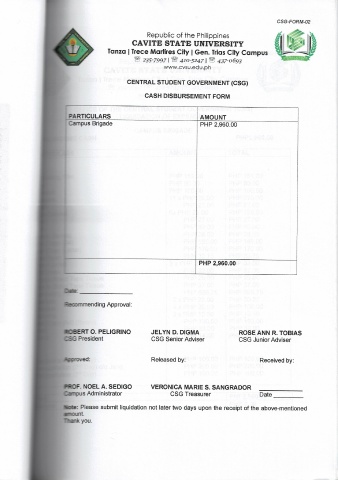 CSG-FORM-02
Republic of the Philippines
CAVITE STATE UNIVERSITY
Tanza | Trece Martires City | Gen. Trias City Campus
☏ 235-7997 | ☏ 410-5247 | ☏ 437-0693
www.cvsu.edu.ph
CENTRAL STUDENT GOVERNMENT (CSG)
CASH DISBURSEMENT FORM
PARTICULARS AMOUNT
Campus Brigade PHP 2,960.00
PHP 2,960.00
Date: ____________
Recommending Approval:
ROBERT O. PELIGRINO JELYN D. DIGMA ROSE ANN R. TOBIAS
CSG President CSG Senior Adviser CSG Junior Adviser
Approved: Released by: Received by:
PROF. NOEL A. SEDIGO VERONICA MARIE S. SANGRADOR ____________
Campus Administrator CSG Treasurer Date ________
Note: Please submit liquidation not later two days upon the receipt of the above-mentioned
amount.
Thank you.